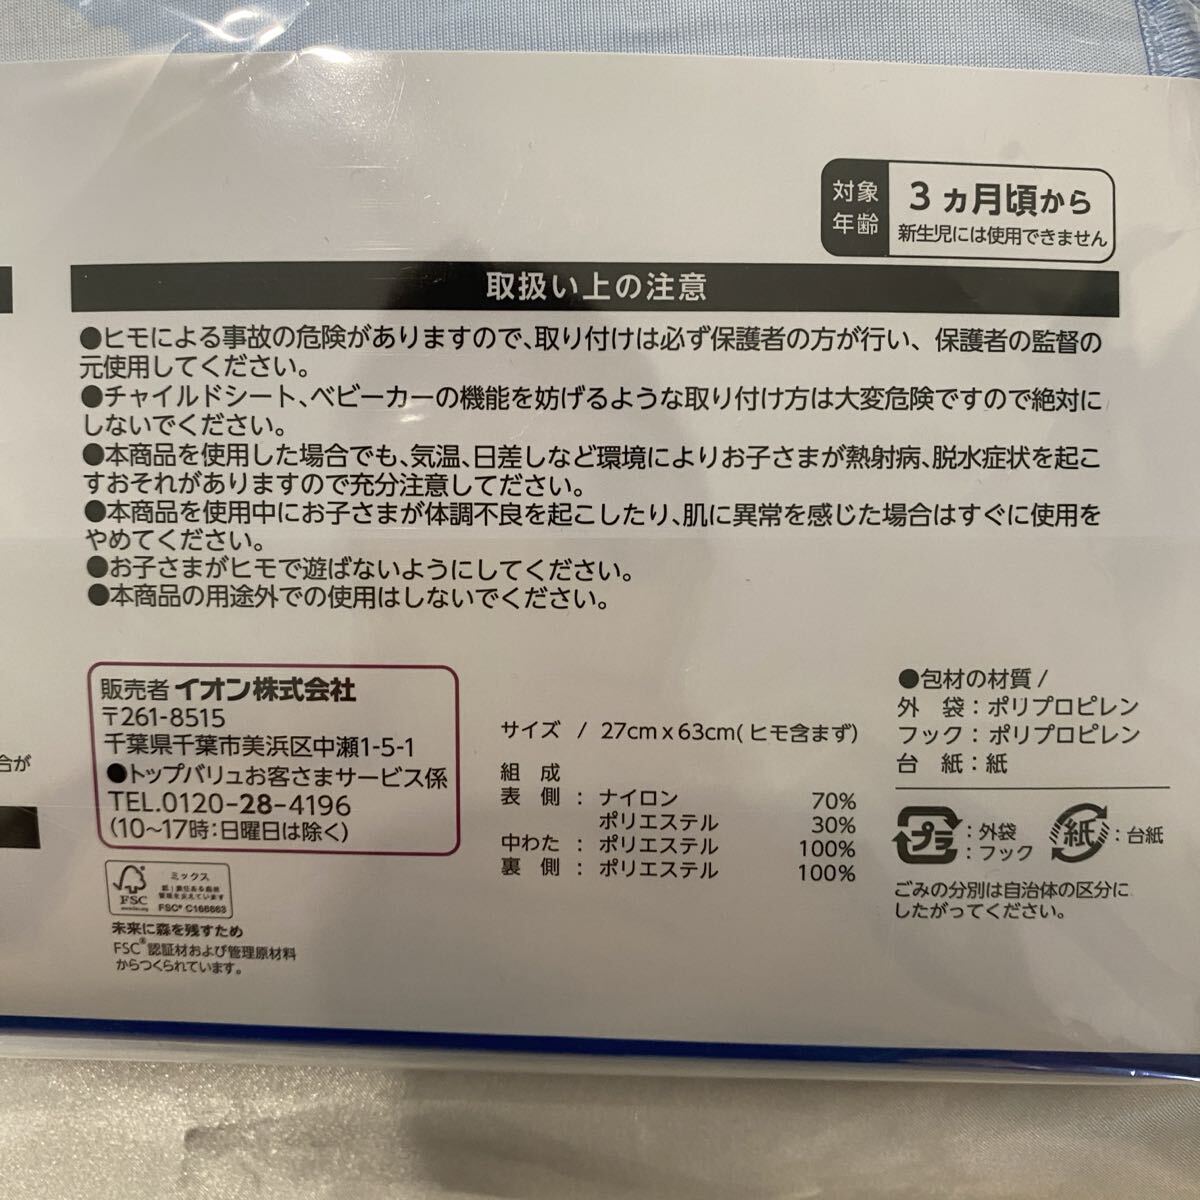 対象
年齢
3ヵ月頃から
新生児には使用できません
取扱い上の注意
●ヒモによる事故の危険がありますので、取り付けは必ず保護者の方が行い、保護者の監督の
元使用してください。
●チャイルドシート、ベビーカーの機能を妨げるような取り付け方は大変危険ですので絶対に
しないでください。
●本商品を使用した場合でも、気温、日差しなど環境によりお子さまが熱射病、脱水症状を起こ
すおそれがありますので充分注意してください。
●本商品を使用中にお子さまが体調不良を起こしたり、肌に異常を感じた場合はすぐに使用を
やめてください。
●お子さまがヒモで遊ばないようにしてください。
●本商品の用途外での使用はしないでください。
合が
販売者 イオン株式会社
〒261-8515
千葉県千葉市美浜区中瀬1-5-1
●トップバリュお客さまサービス係
TEL.0120-28-4196
(10~17時:日曜日は除く)
FSC
ミックス
紙|責任ある森林
管理を支えています
FSC® C166663
未来に森を残すため
FSC®認証材および管理原材料
からつくられています。
サイズ / 27cm x 63cm(ヒモ含まず)
組成
表側:ナイロン 70%
ポリエステル 30%
中わた:ポリエステル 100%
裏側:ポリエステル 100%
●包材の材質/
外袋:ポリプロピレン
フック:ポリプロピレン
台紙:紙
プラ :外袋
:フック
紙 :台紙
ごみの分別は自治体の区分に
したがってください。